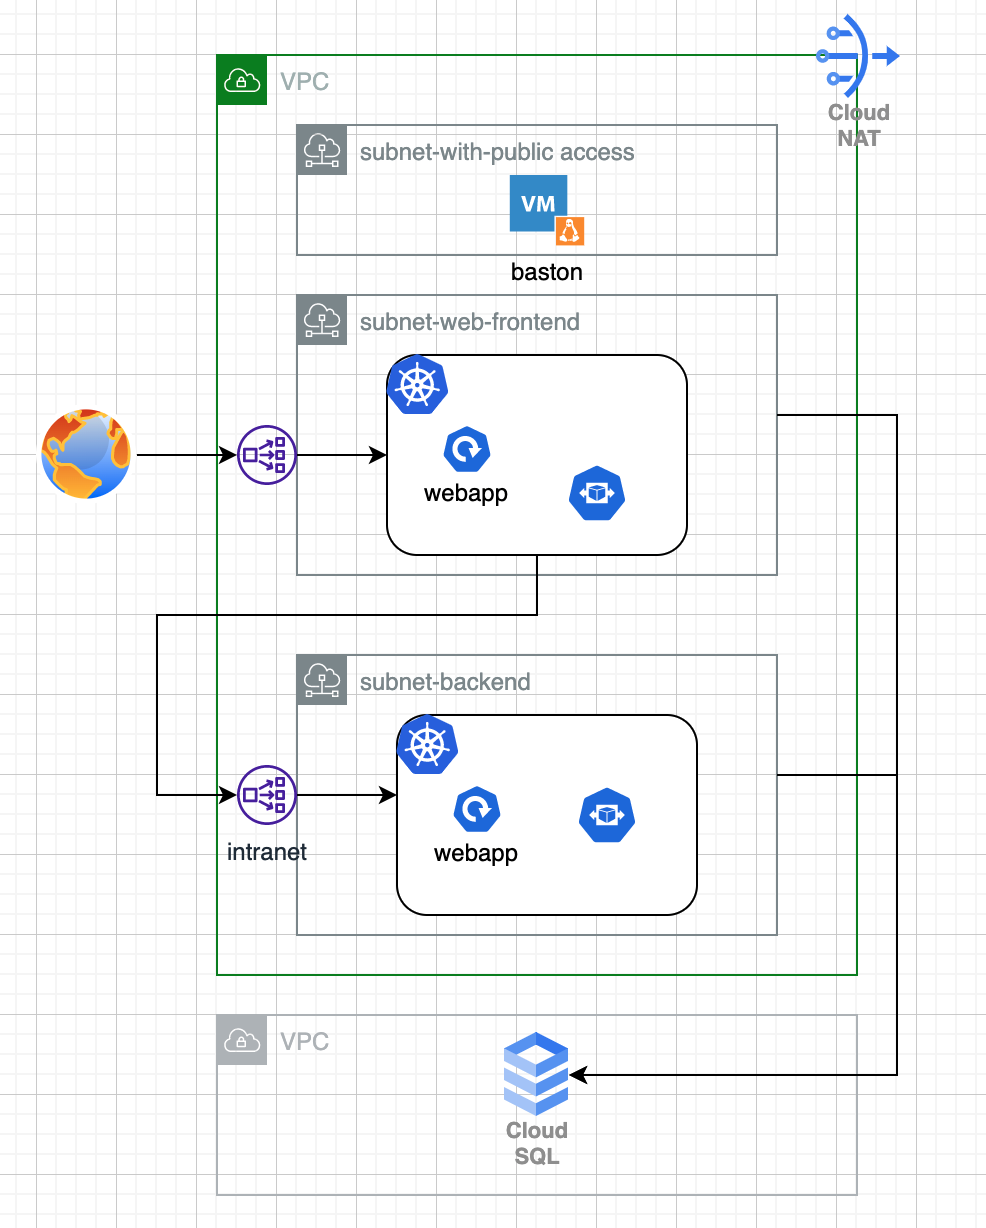 VPC
Cloud
NAT
subnet-with-public access
VM
baston
subnet-web-frontend
webapp
subnet-backend
webapp
intranet
VPC
Cloud
SQL